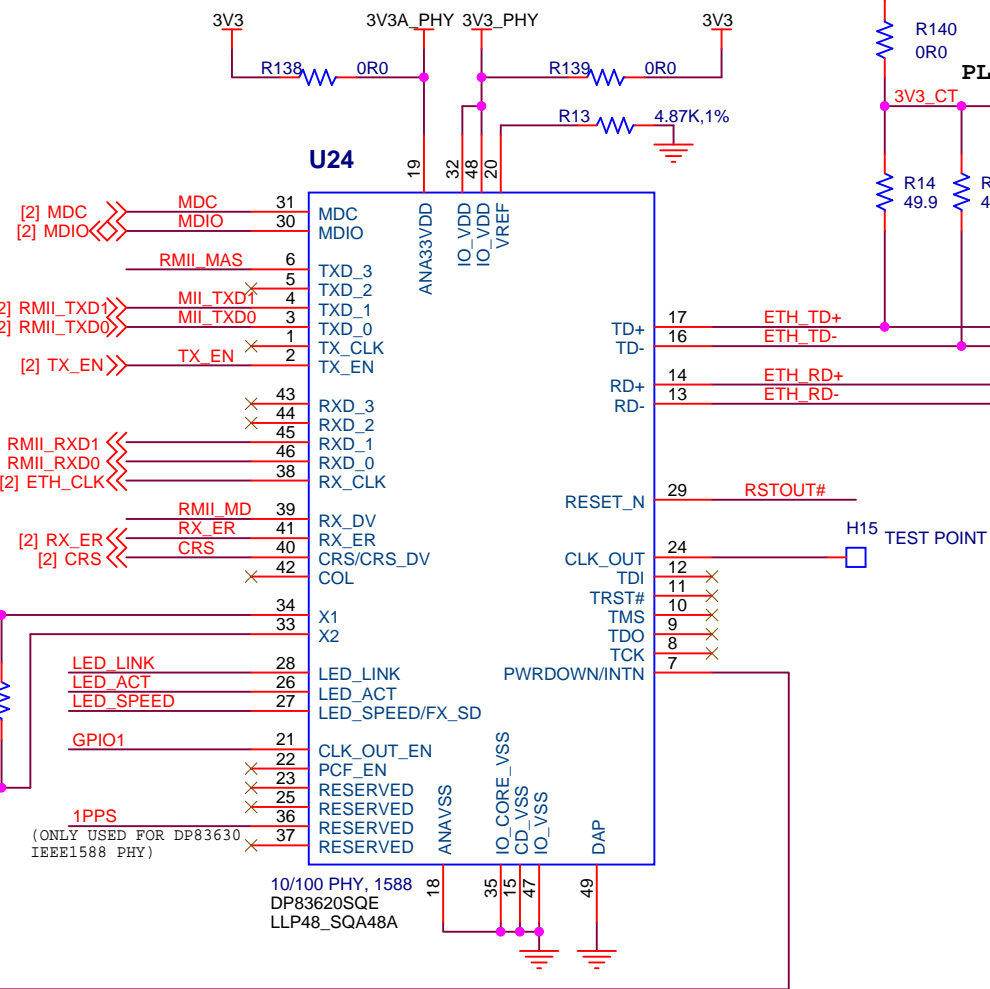 3V3 3V3A_PHY 3V3_PHY 3V3
R140
0R0
R138 0R0 R139 0R0
PL
3V3_CT
R13 4.87K,1%
U24
19 32 48 20
R14
49.9
[2] MDC MDC 31 MDC
[2] MDIO MDIO 30 MDIO
ANA33VDD IO_VDD IO_VDD VREF
RMII_MAS 6 TXD_3
5 TXD_2
RMII_TXD1 MII_TXD1 4 TXD_1
RMII_TXD0 MII_TXD0 3 TXD_0
1 TX_CLK
[2] TX_EN TX_EN 2 TX_EN
TD+ 17 ETH_TD+
TD- 16 ETH_TD-
RD+ 14 ETH_RD+
RD- 13 ETH_RD-
43 RXD_3
44 RXD_2
RMII_RXD1 45 RXD_1
RMII_RXD0 46 RXD_0
[2] ETH_CLK 38 RX_CLK
RESET_N 29 RSTOUT#
RMII_MD 39 RX_DV
[2] RX_ER RX_ER 41 RX_ER
[2] CRS CRS 40 CRS/CRS_DV
42 COL
H15 TEST POINT
CLK_OUT 24
TDI 12
TRST# 11
TMS 10
TDO 9
TCK 8
PWRDOWN/INTN 7
34 X1
33 X2
LED_LINK 28 LED_LINK
LED_ACT 26 LED_ACT
LED_SPEED 27 LED_SPEED/FX_SD
GPIO1 21 CLK_OUT_EN
22 PCF_EN
23 RESERVED
25 RESERVED
1PPS 36 RESERVED
37 RESERVED
(ONLY USED FOR DP83630
IEEE1588 PHY)
ANAVSS IO_CORE_VSS CD_VSS IO_VSS DAP
18 35 15 47 49
10/100 PHY, 1588
DP83620SQE
LLP48_SQA48A